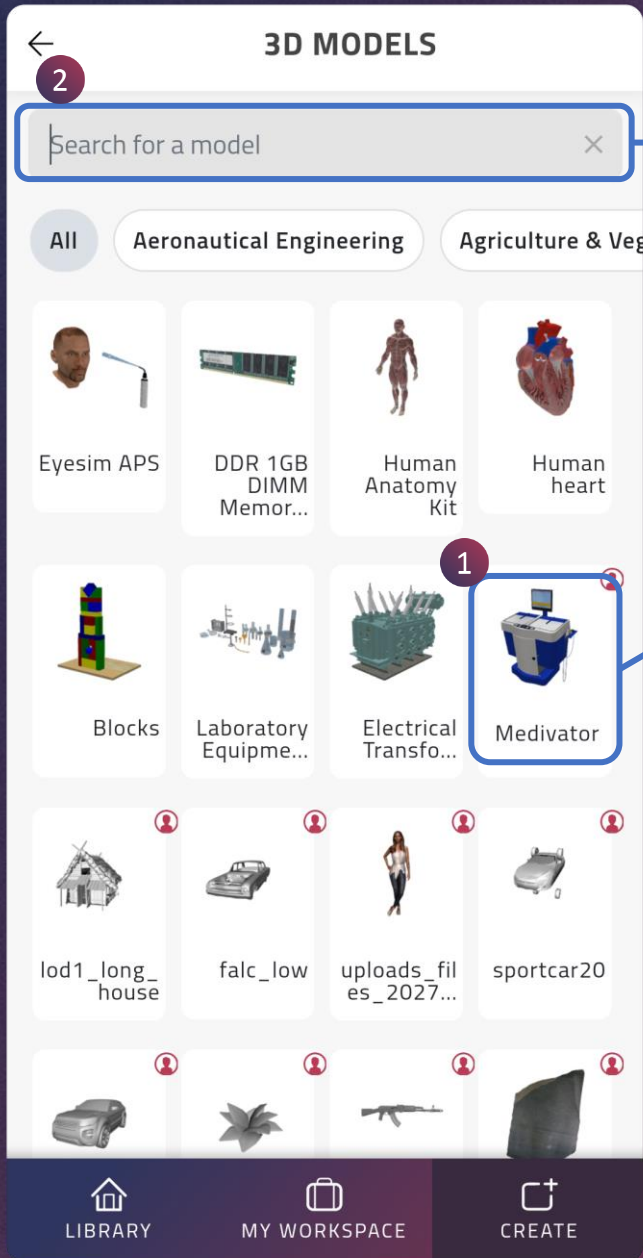 3D MODELS
2
Search for a model
All
Aeronautical Engineering
Agriculture & Veg
Eyesim APS
DDR 1GB
DIMM
Memor...
Human
Anatomy
Kit
Human
heart
1
Blocks
Laboratory
Equipme...
Electrical
Transfo...
Medivator
lod1_long_
house
falc_low
uploads_fil
es_2027...
sportcar20
LIBRARY
MY WORKSPACE
CREATE